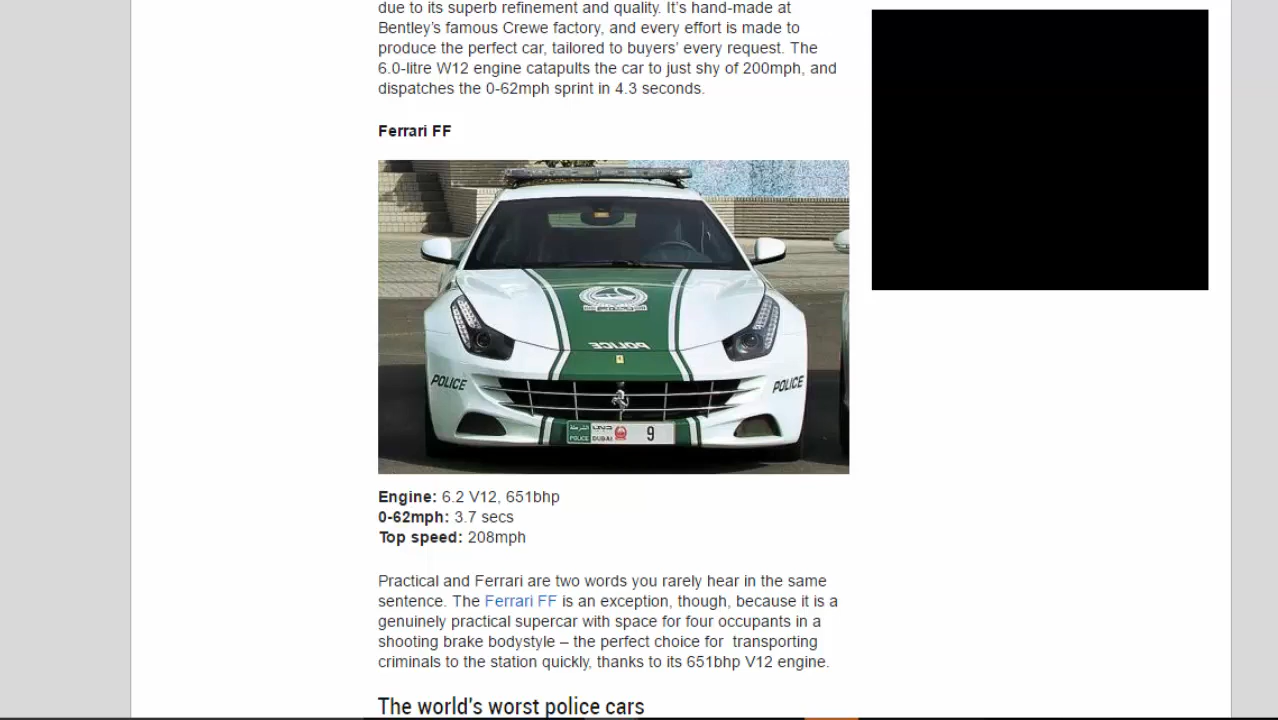 due to its superb refinement and quality. It’s hand-made at
Bentley’s famous Crewe factory, and every effort is made to
produce the perfect car, tailored to buyers’ every request. The
6.0-litre W12 engine catapults the car to just shy of 200mph, and
dispatches the 0-62mph sprint in 4.3 seconds.
Ferrari FF
POLICE
POLICE
POLICE
الشرطة
POLICE
دبي
DUBAI
9
Engine: 6.2 V12, 651bhp
0-62mph: 3.7 secs
Top speed: 208mph
Practical and Ferrari are two words you rarely hear in the same
sentence. The Ferrari FF is an exception, though, because it is a
genuinely practical supercar with space for four occupants in a
shooting brake bodystyle – the perfect choice for  transporting
criminals to the station quickly, thanks to its 651bhp V12 engine.
The world's worst police cars